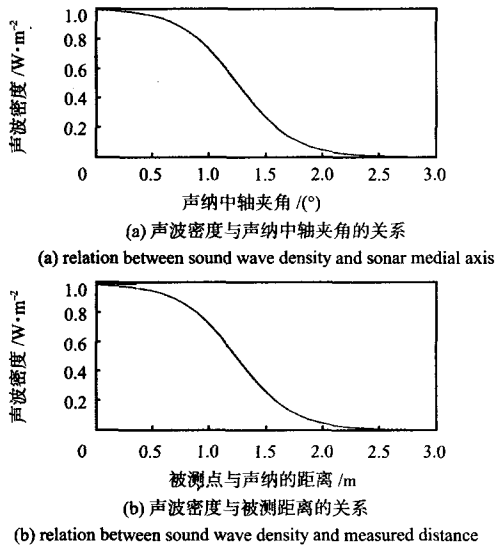 声波密度 /W·m-2
1.0
0.8
0.6
0.4
0.2
0 0.5 1.0 1.5 2.0 2.5 3.0
声纳中轴夹角 /(°)
(a) 声波密度与声纳中轴夹角的关系
(a) relation between sound wave density and sonar medial axis
声波密度 /W·m-2
1.0
0.8
0.6
0.4
0.2
0 0.5 1.0 1.5 2.0 2.5 3.0
被测点与声纳的距离 /m
(b) 声波密度与被测距离的关系
(b) relation between sound wave density and measured distance